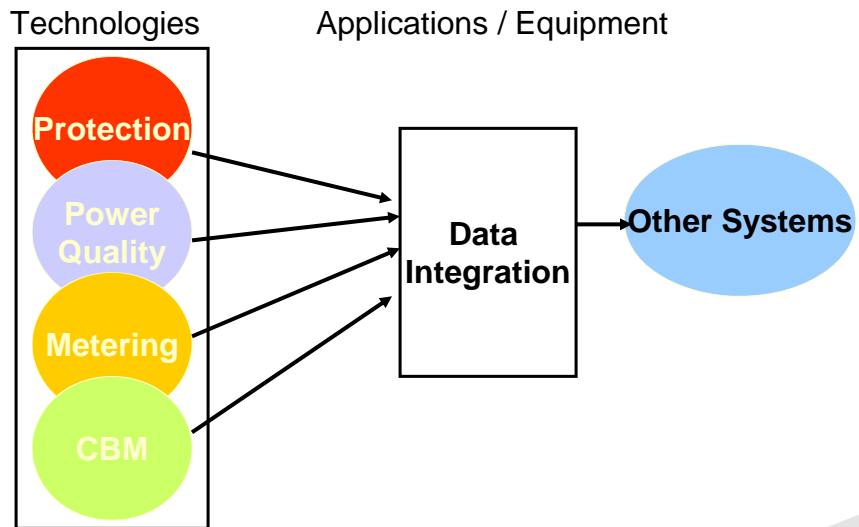 Technologies
Applications / Equipment
Protection
Power
Quality
Metering
CBM
Data
Integration
Other Systems